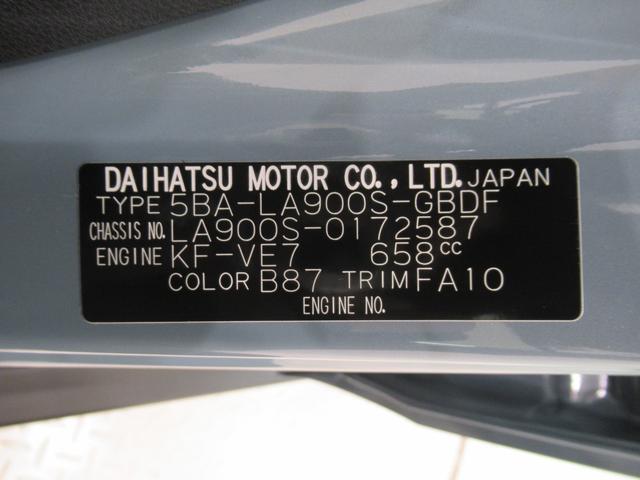 DAIHATSU MOTOR CO.,LTD. JAPAN
TYPE 5BA-LA900S-GBDF
CHASSIS NO. LA900S-0172587
ENGINE KF-VE7 658cc
COLOR B87 TRIM FA10
ENGINE NO.